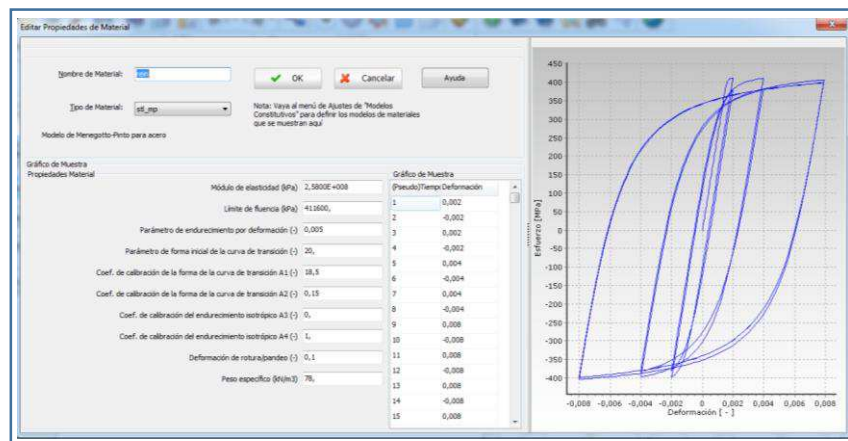 Editar Propiedades de Material
Nombre de Material:
OK
Cancelar
Ayuda
Tipo de Material:
stl_mp
Nota: Vaya al menú de Ajustes de "Modelos
Constitutivos" para definir los modelos de materiales
que se muestran aquí
Modelo de Menegotto-Pinto para acero
Gráfico de Muestra
Propiedades Material
Módulo de elasticidad (kPa) 2,5800E+008
Límite de fluencia (kPa) 411600,
Parámetro de endurecimiento por deformación (-) 0,005
Parámetro de forma inicial de la curva de transición (-) 20,
Coef. de calibración de la forma de la curva de transición A1 (-) 18,5
Coef. de calibración de la forma de la curva de transición A2 (-) 0,15
Coef. de calibración del endurecimiento isotrópico A3 (-) 0,
Coef. de calibración del endurecimiento isotrópico A4 (-) 1,
Deformación de rotura/pandeo (-) 0,1
Peso específico (kN/m3) 78,
Gráfico de Muestra
(Pseudo)Tiempo Deformación
1 0,002
2 -0,002
3 0,002
4 -0,002
5 0,004
6 -0,004
7 0,004
8 -0,004
9 0,008
10 -0,008
11 0,008
12 -0,008
13 0,008
14 -0,008
15 0,008
Esfuerzo [MPa]
450
400
350
300
250
200
150
100
50
0
-50
-100
-150
-200
-250
-300
-350
-400
-0,008 -0,006 -0,004 -0,002 0 0,002 0,004 0,006 0,008
Deformación [ - ]